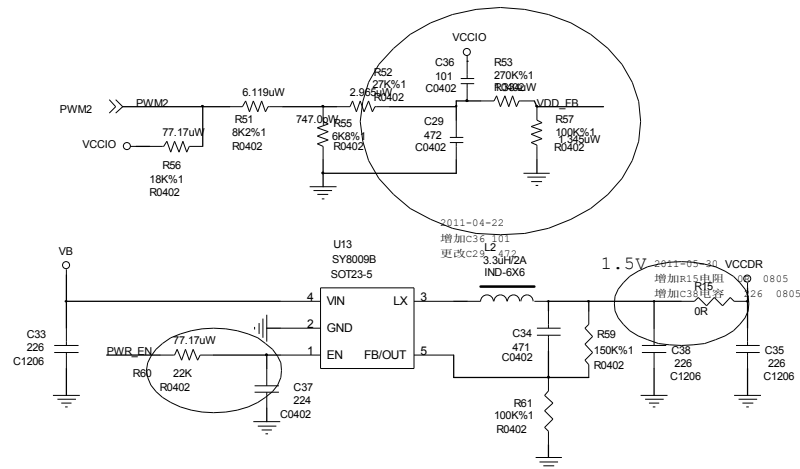 VCCIO
C36
101
C0402
R53
270K%1
R0402
R52
27K%1
R0402
2.965uW
6.119uW
PWM2
PWM2
R51
8K2%1
R0402
747.0uW
R55
6K8%1
R0402
C29
472
C0402
VDD_FB
R57
100K%1
R0402
1.345uW
77.17uW
VCCIO
R56
18K%1
R0402
2011-04-22
增加C36 101
更改C29 472
U13
SY8009B
SOT23-5
L2
3.3uH/2A
IND-6X6
1.5V
2011-05-30
增加R15电阻 0R 0805
增加C38电容 226 0805
VCCDR
R15
0R
VB
4
VIN
LX
3
2
GND
1
EN
FB/OUT
5
C33
226
C1206
PWR_EN
77.17uW
R60
22K
R0402
C37
224
C0402
C34
471
C0402
R59
150K%1
R0402
C38
226
C1206
C35
226
C1206
R61
100K%1
R0402